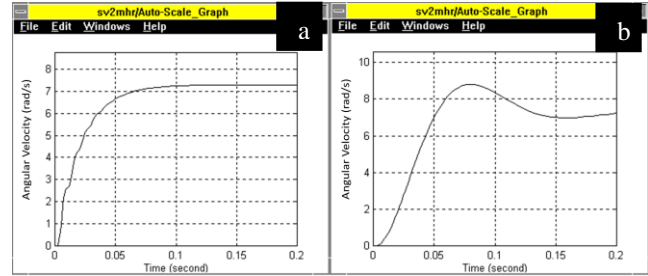 sv2mhr/Auto-Scale_Graph
File Edit Windows Help
a
Angular Velocity (rad/s)
8
7
6
5
4
3
2
1
0
0 0.05 0.1 0.15 0.2
Time (second)
sv2mhr/Auto-Scale_Graph
File Edit Windows Help
b
Angular Velocity (rad/s)
10
8
6
4
2
0
0 0.05 0.1 0.15 0.2
Time (second)